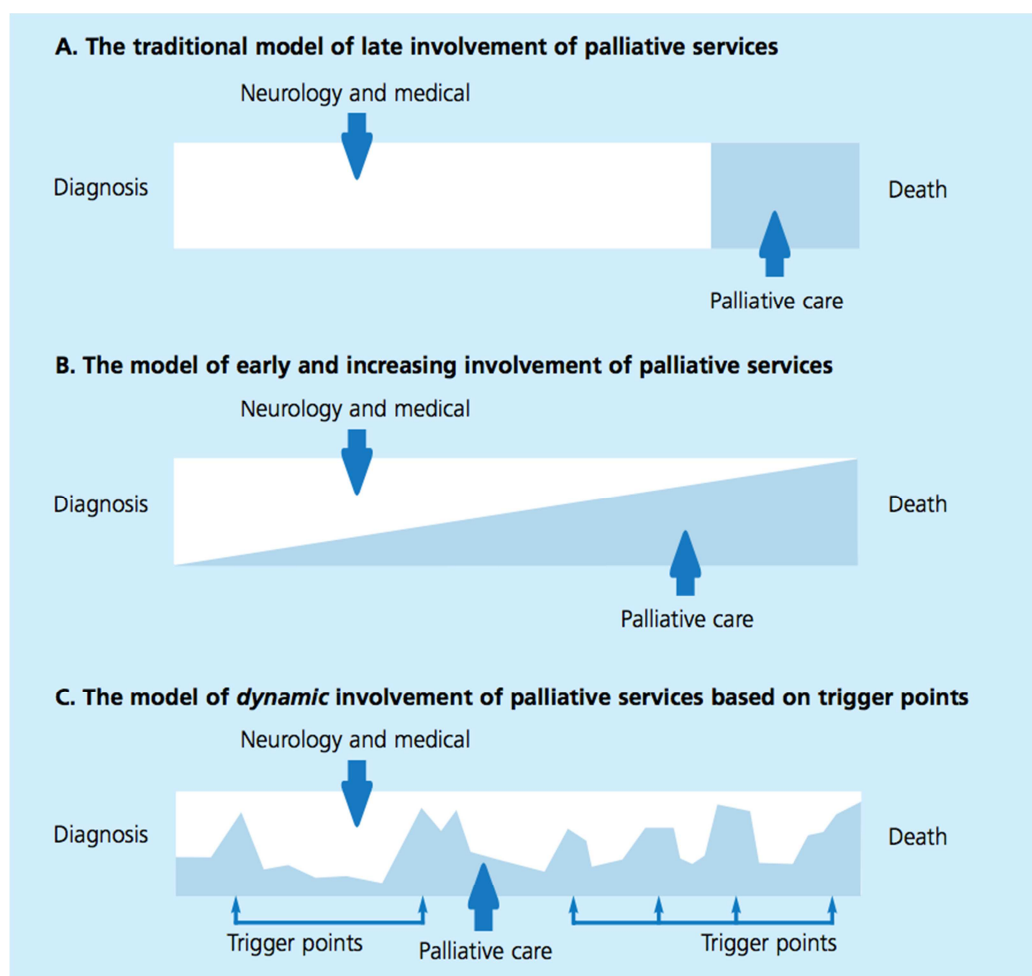 A. The traditional model of late involvement of palliative services
Neurology and medical
Diagnosis
Death
Palliative care
B. The model of early and increasing involvement of palliative services
Neurology and medical
Diagnosis
Death
Palliative care
C. The model of dynamic involvement of palliative services based on trigger points
Neurology and medical
Diagnosis
Death
Trigger points
Palliative care
Trigger points